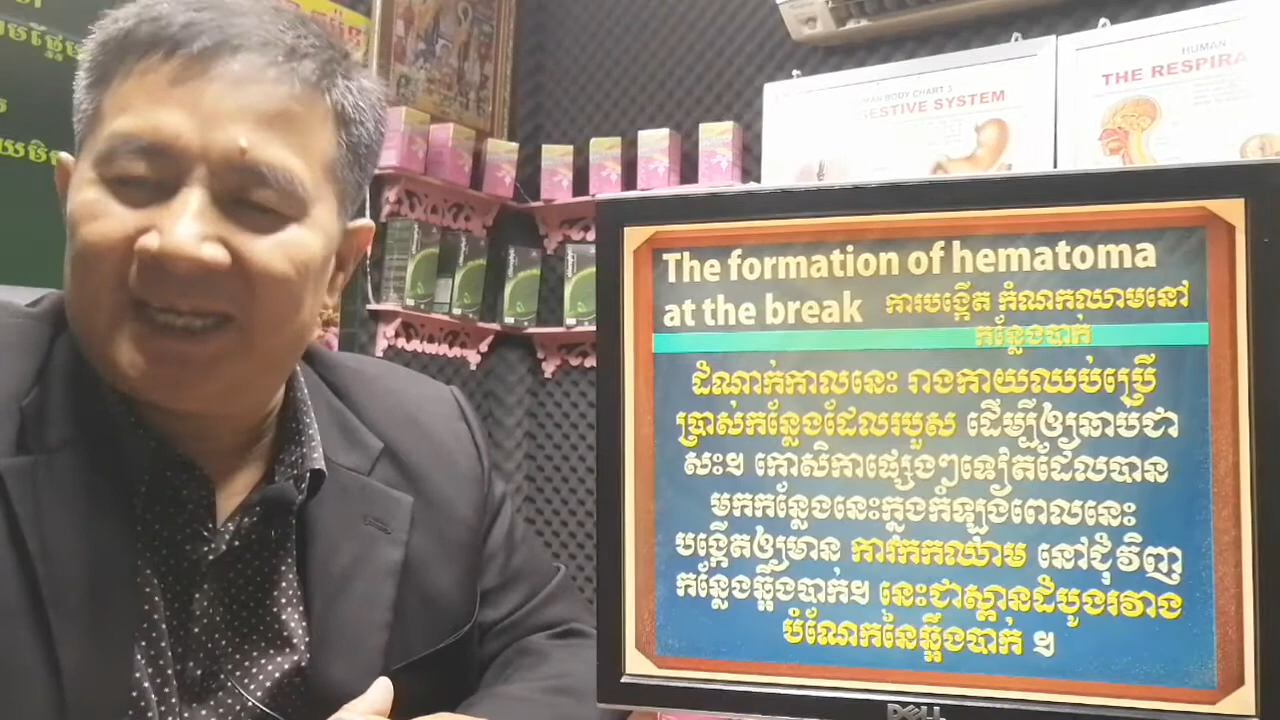 HUMAN BODY CHART 3
DIGESTIVE SYSTEM
HUMAN
THE RESPIRA
The formation of hematoma
at the break ការបង្កើត កំណកឈាមនៅ
កន្លែងបាក់
ដំណាក់កាលនេះ រាងកាយឈប់ប្រើ
ប្រាស់កន្លែងដែលរបួស ដើម្បីឲ្យឆាប់ជា
សះ។ កោសិកាផ្សេងៗទៀតដែលបាន
មកកន្លែងនេះក្នុងកំឡុងពេលនេះ
បង្កើតឲ្យមាន ការកកឈាម នៅជុំវិញ
កន្លែងឆ្អឹងបាក់។ នេះជាស្ពានដំបូងរវាង
បំណែកនៃឆ្អឹងបាក់ ។
DELL